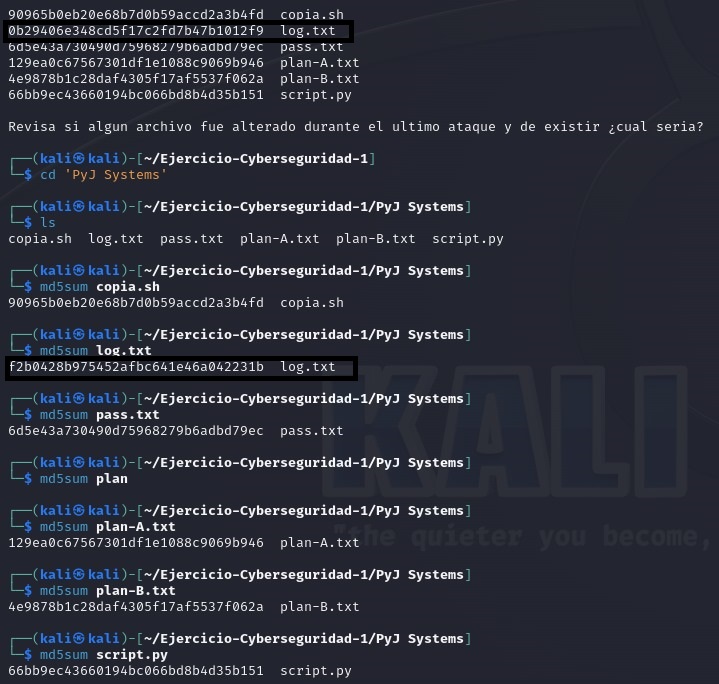 90965b0eb20e68b7d0b59accd2a3b4fd  copia.sh
0b29406e348cd5f17c2fd7b47b1012f9  log.txt
6d5e43a730490d75968279b6adbd79ec  pass.txt
129ea0c67567301df1e1088c9069b946  plan-A.txt
4e9878b1c28daf4305f17af5537f062a  plan-B.txt
66bb9ec43660194bc066bd8b4d35b151  script.py
Revisa si algun archivo fue alterado durante el ultimo ataque y de existir ¿cual seria?
┌──(kali㉿kali)-[~/Ejercicio-Cyberseguridad-1]
└─$ cd 'PyJ Systems'
┌──(kali㉿kali)-[~/Ejercicio-Cyberseguridad-1/PyJ Systems]
└─$ ls
copia.sh  log.txt  pass.txt  plan-A.txt  plan-B.txt  script.py
┌──(kali㉿kali)-[~/Ejercicio-Cyberseguridad-1/PyJ Systems]
└─$ md5sum copia.sh
90965b0eb20e68b7d0b59accd2a3b4fd  copia.sh
┌──(kali㉿kali)-[~/Ejercicio-Cyberseguridad-1/PyJ Systems]
└─$ md5sum log.txt
f2b0428b975452afbc641e46a042231b  log.txt
┌──(kali㉿kali)-[~/Ejercicio-Cyberseguridad-1/PyJ Systems]
└─$ md5sum pass.txt
6d5e43a730490d75968279b6adbd79ec  pass.txt
┌──(kali㉿kali)-[~/Ejercicio-Cyberseguridad-1/PyJ Systems]
└─$ md5sum plan
┌──(kali㉿kali)-[~/Ejercicio-Cyberseguridad-1/PyJ Systems]
└─$ md5sum plan-A.txt
129ea0c67567301df1e1088c9069b946  plan-A.txt
┌──(kali㉿kali)-[~/Ejercicio-Cyberseguridad-1/PyJ Systems]
└─$ md5sum plan-B.txt
4e9878b1c28daf4305f17af5537f062a  plan-B.txt
┌──(kali㉿kali)-[~/Ejercicio-Cyberseguridad-1/PyJ Systems]
└─$ md5sum script.py
66bb9ec43660194bc066bd8b4d35b151  script.py
KALI
"the quieter you become,